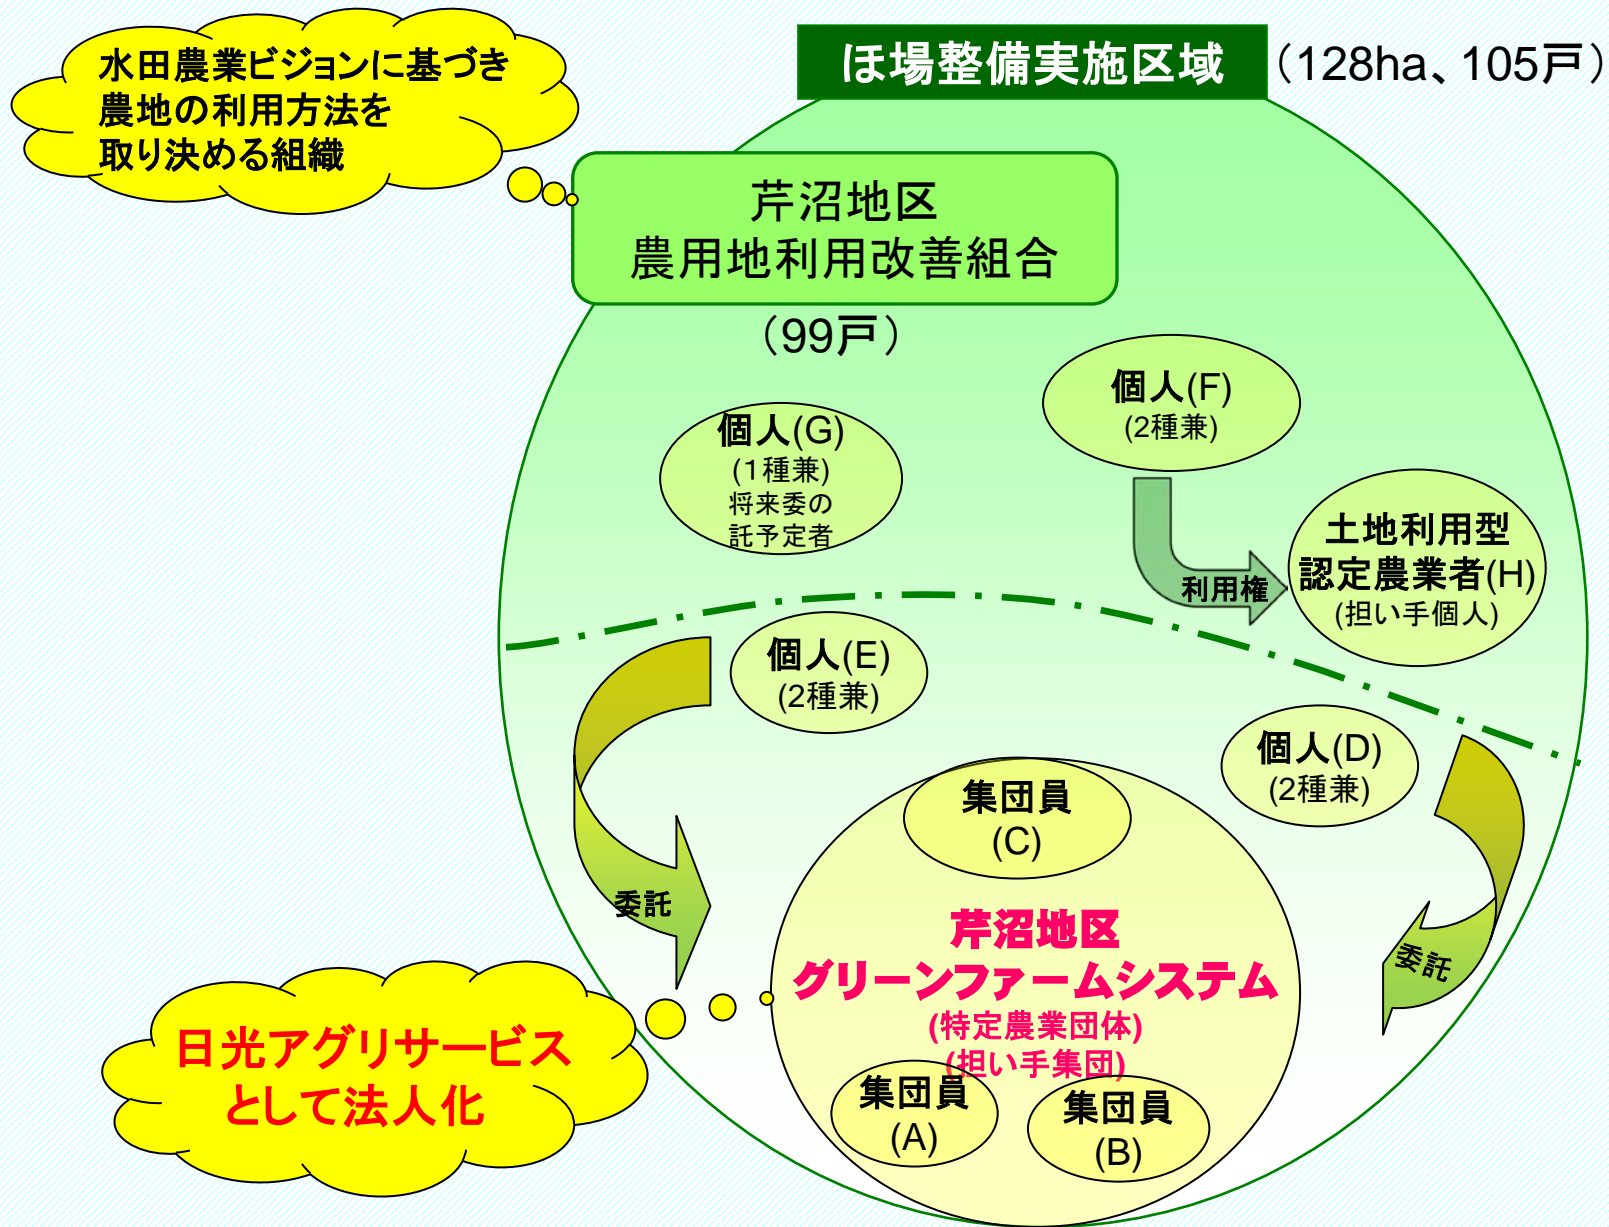 水田農業ビジョンに基づき
農地の利用方法を
取り決める組織
ほ場整備実施区域
（128ha、105戸）
芹沼地区
農用地利用改善組合
（99戸）
個人(F)
(2種兼)
個人(G)
(１種兼)
将来委の
託予定者
土地利用型
認定農業者(H)
(担い手個人)
利用権
個人(E)
(2種兼)
個人(D)
(2種兼)
集団員
(C)
委託
委託
芹沼地区
グリーンファームシステム
(特定農業団体)
(担い手集団)
集団員
(A)
集団員
(B)
日光アグリサービス
として法人化